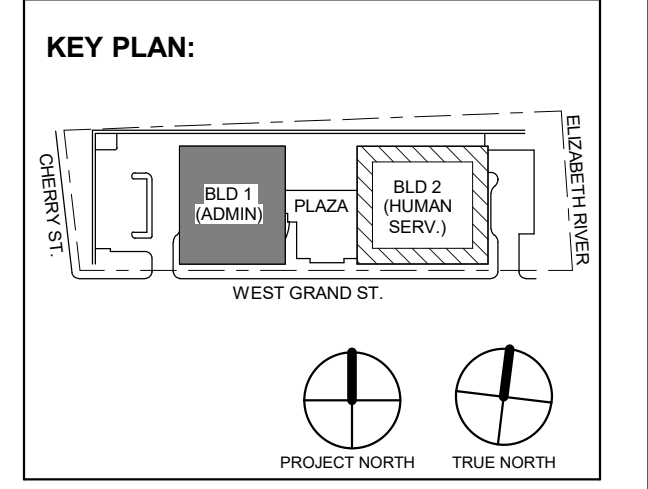 KEY PLAN:
CHERRY ST.
BLD 1
(ADMIN)
PLAZA
BLD 2
(HUMAN
SERV.)
ELIZABETH RIVER
WEST GRAND ST.
PROJECT NORTH
TRUE NORTH